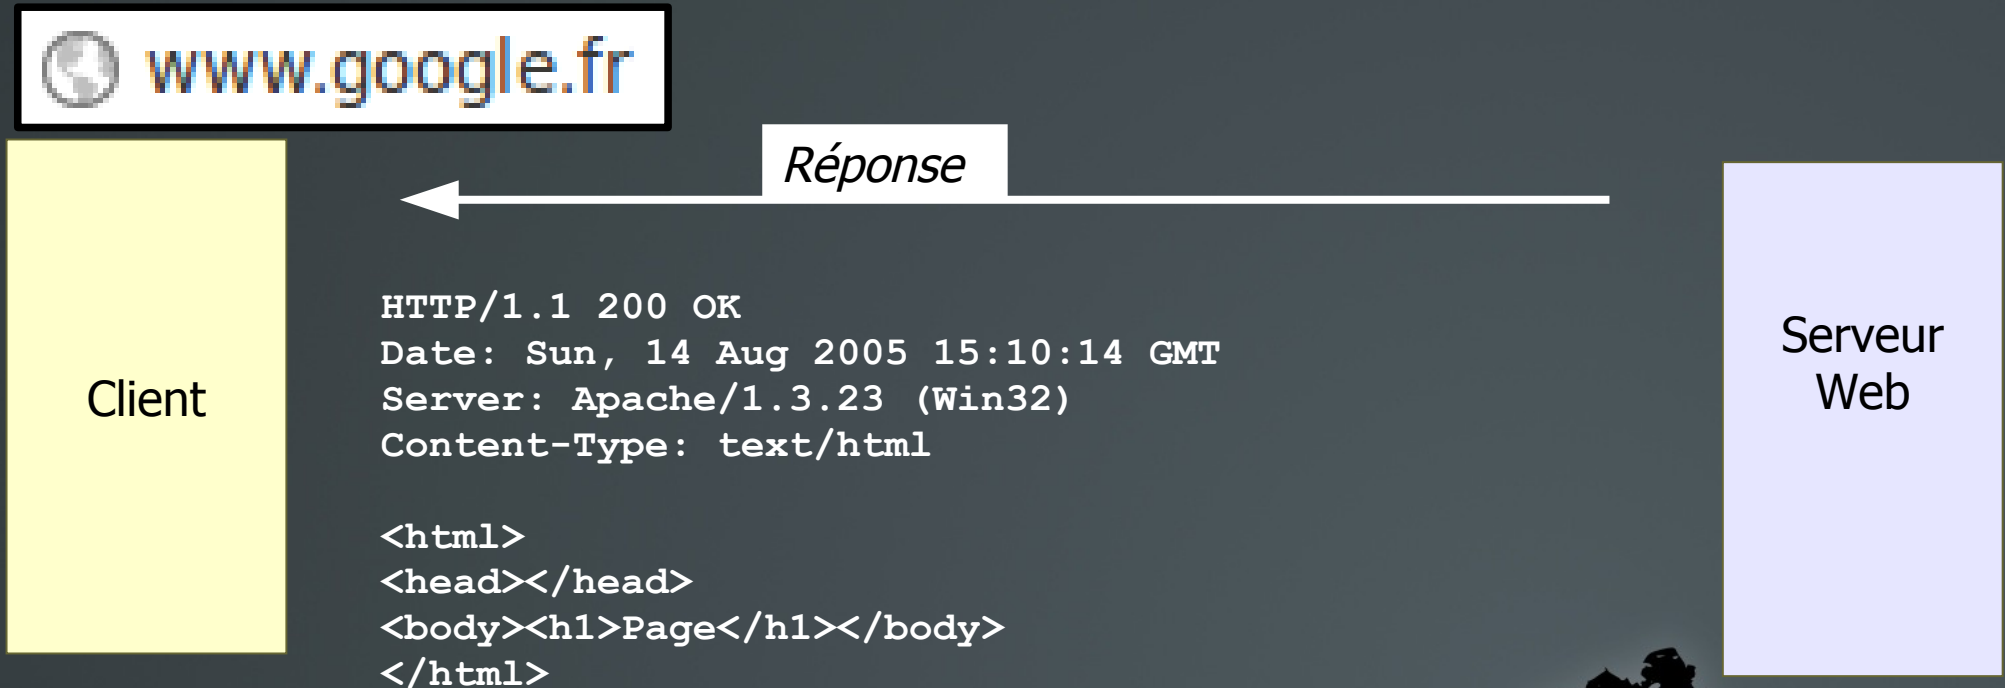 www.google.fr
Réponse
Client
HTTP/1.1 200 OK
Date: Sun, 14 Aug 2005 15:10:14 GMT
Server: Apache/1.3.23 (Win32)
Content-Type: text/html
<html>
<head></head>
<body><h1>Page</h1></body>
</html>
Serveur
Web